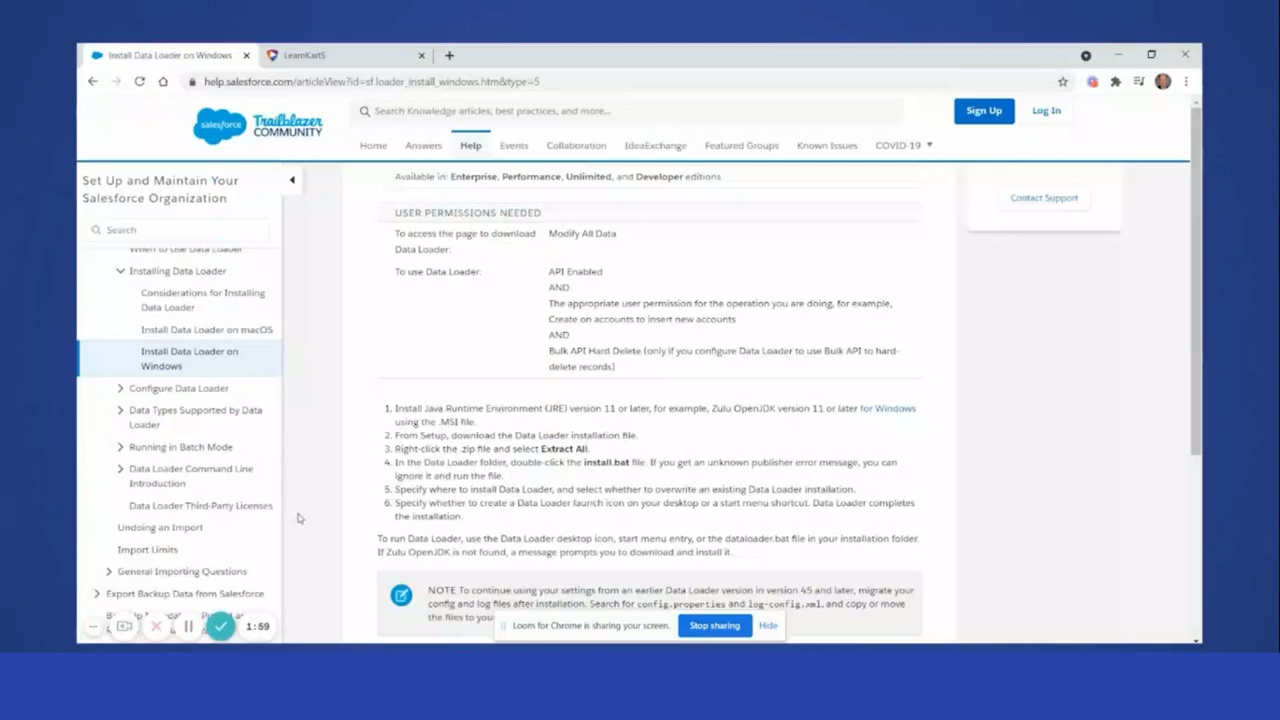 Install Data Loader on Windows
LearnKarts
help.salesforce.com/articleView?id=sf.loader_install_windows.htm&type=5
salesforce
Trailblazer
COMMUNITY
Search Knowledge articles, best practices, and more...
Sign Up
Log In
Home
Answers
Help
Events
Collaboration
IdeaExchange
Featured Groups
Known Issues
COVID-19
Set Up and Maintain Your
Salesforce Organization
Search
When to Use Data Loader
Installing Data Loader
Considerations for Installing
Data Loader
Install Data Loader on macOS
Install Data Loader on
Windows
Configure Data Loader
Data Types Supported by Data
Loader
Running in Batch Mode
Data Loader Command Line
Introduction
Data Loader Third-Party Licenses
Undoing an Import
Import Limits
General Importing Questions
Export Backup Data from Salesforce
1:59
Available in: Enterprise, Performance, Unlimited, and Developer editions
USER PERMISSIONS NEEDED
To access the page to download
Data Loader:
Modify All Data
To use Data Loader:
API Enabled
AND
The appropriate user permission for the operation you are doing, for example,
Create on accounts to insert new accounts
AND
Bulk API Hard Delete (only if you configure Data Loader to use Bulk API to hard-
delete records)
1. Install Java Runtime Environment (JRE) version 11 or later, for example, Zulu OpenJDK version 11 or later for Windows
using the .MSI file.
2. From Setup, download the Data Loader installation file.
3. Right-click the .zip file and select Extract All.
4. In the Data Loader folder, double-click the install.bat file. If you get an unknown publisher error message, you can
ignore it and run the file.
5. Specify where to install Data Loader, and select whether to overwrite an existing Data Loader installation.
6. Specify whether to create a Data Loader launch icon on your desktop or a start menu shortcut. Data Loader completes
the installation.
To run Data Loader, use the Data Loader desktop icon, start menu entry, or the dataloader.bat file in your installation folder.
If Zulu OpenJDK is not found, a message prompts you to download and install it.
NOTE To continue using your settings from an earlier Data Loader version in version 45 and later, migrate your
config and log files after installation. Search for config.properties and log-config.xml, and copy or move
the files to you
Loom for Chrome is sharing your screen.
Stop sharing
Hide
Contact Support